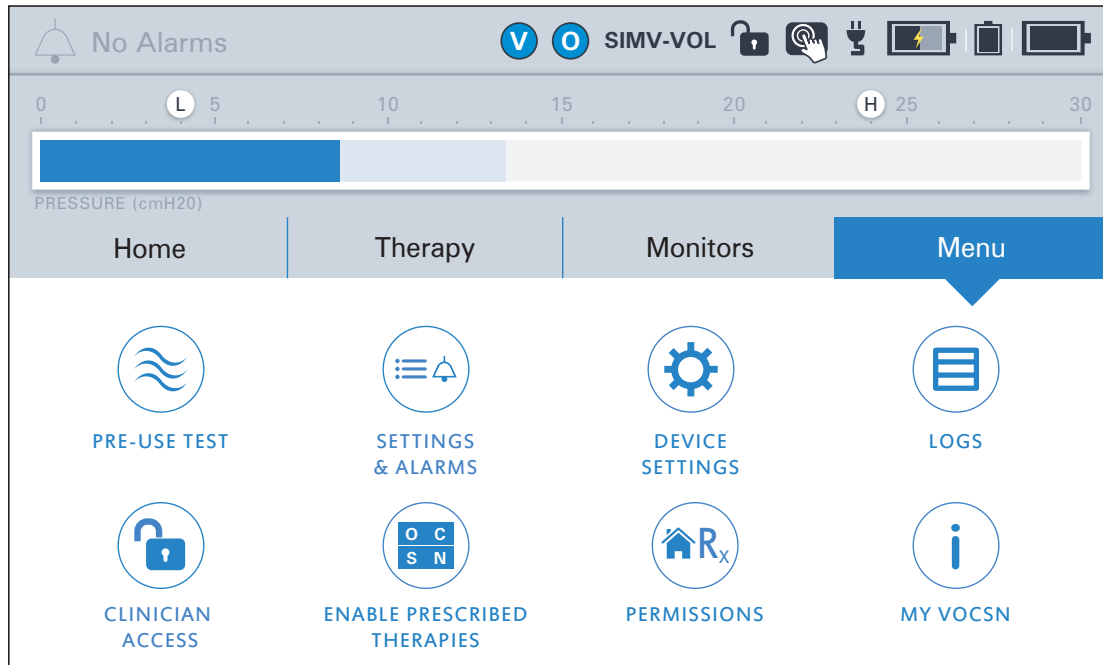 No Alarms
V O SIMV-VOL
0 L 5 10 15 20 H 25 30
PRESSURE (cmH20)
Home Therapy Monitors Menu
PRE-USE TEST
SETTINGS
& ALARMS
DEVICE
SETTINGS
LOGS
CLINICIAN
ACCESS
O C
S N
ENABLE PRESCRIBED
THERAPIES
Rx
PERMISSIONS
i
MY VOCSN